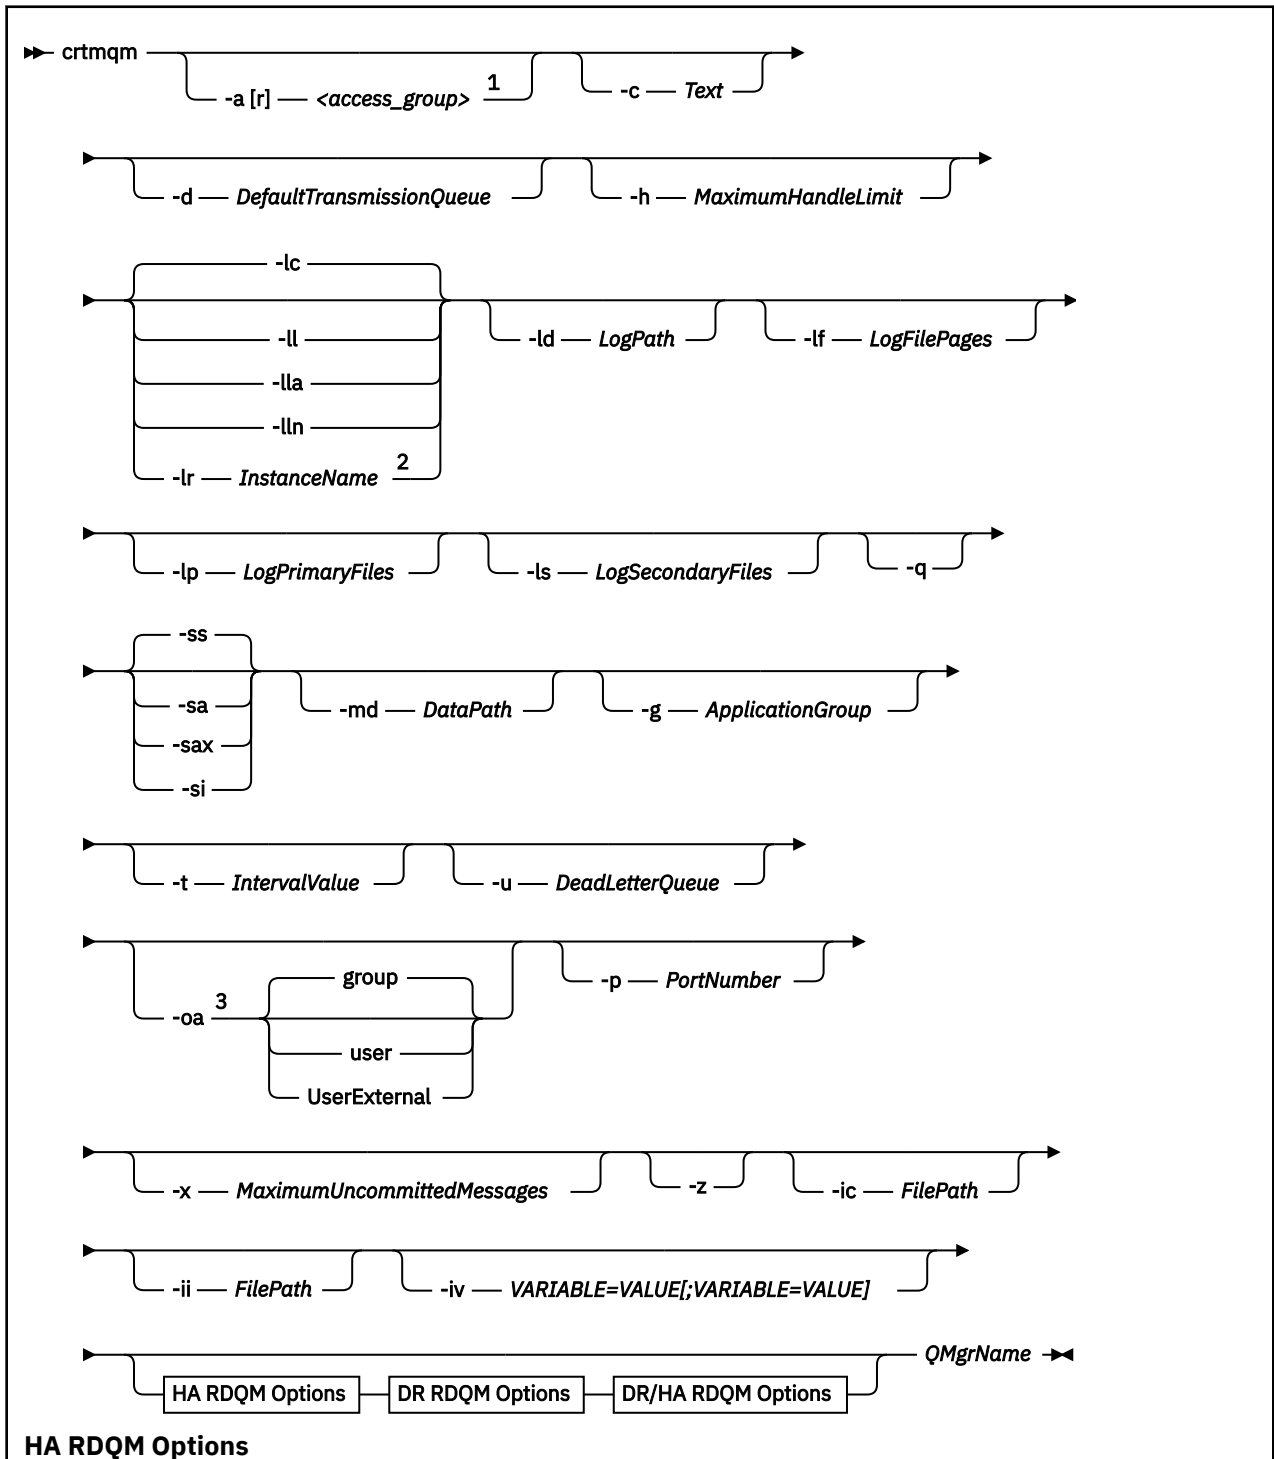 crtmqm
-a [r] <access_group> 1 -c Text
-d DefaultTransmissionQueue -h MaximumHandleLimit
-lc
-ll -ld LogPath -lf LogFilePages
-lla
-lln
-lr InstanceName 2
-lp LogPrimaryFiles -ls LogSecondaryFiles -q
-ss
-sa -md DataPath -g ApplicationGroup
-sax
-si
-t IntervalValue -u DeadLetterQueue
group -p PortNumber
-oa 3
user
UserExternal
-x MaximumUncommittedMessages -z -ic FilePath
-ii FilePath -iv VARIABLE=VALUE[;VARIABLE=VALUE]
QMgrName
HA RDQM Options DR RDQM Options DR/HA RDQM Options
HA RDQM Options